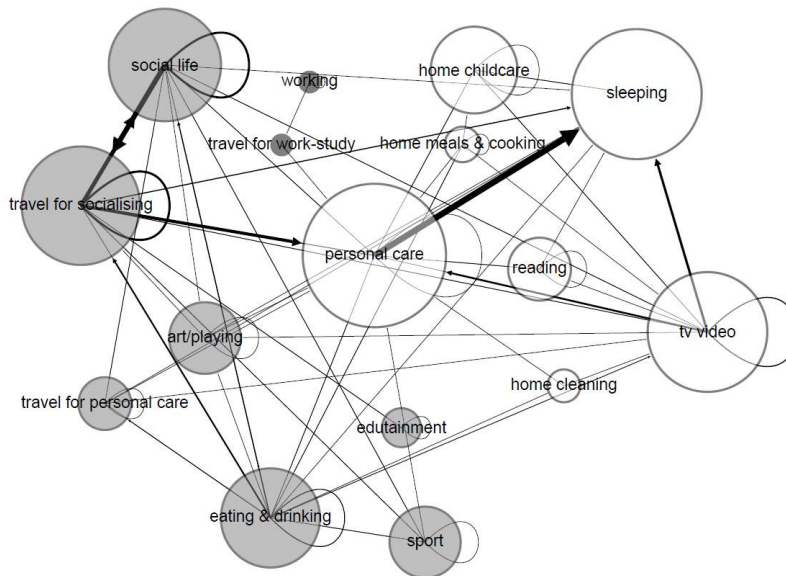 social life
home childcare
working
sleeping
travel for work-study
home meals & cooking
travel for socialising
personal care
reading
art/playing
tv video
home cleaning
travel for personal care
edutainment
eating & drinking
sport